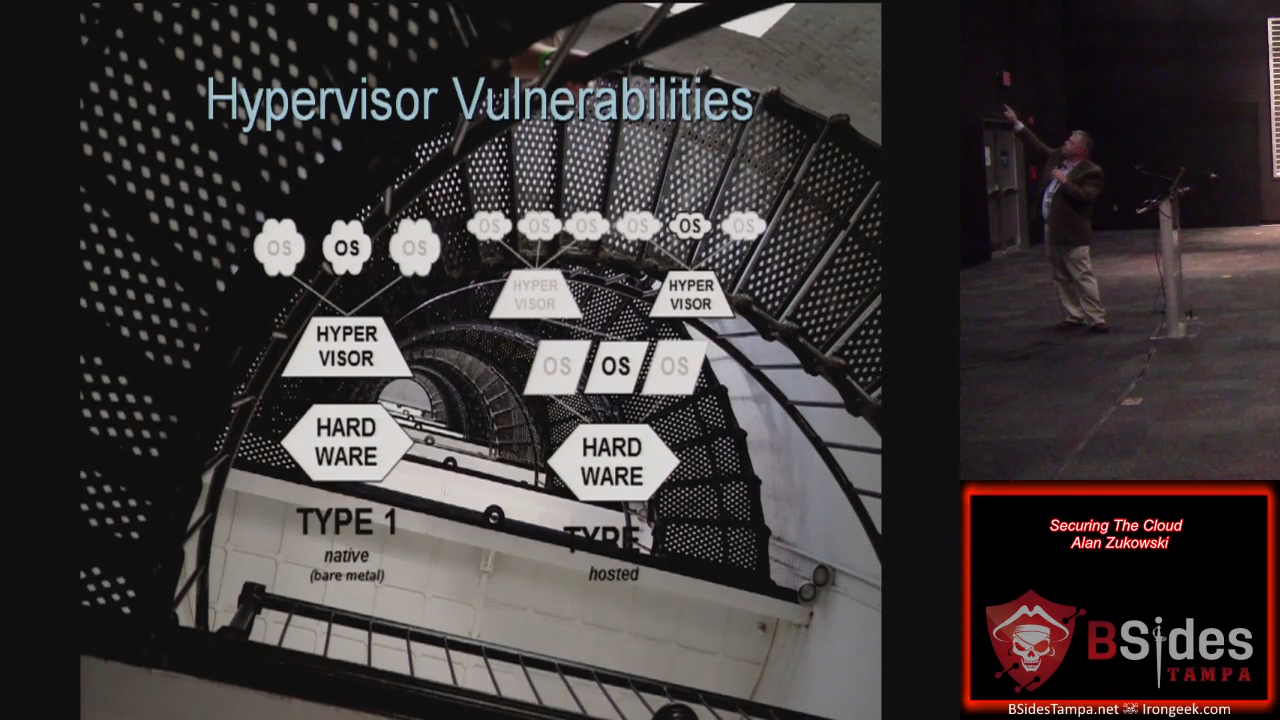 Hypervisor Vulnerabilities
OS OS OS
OS OS OS OS OS OS
HYPER
VISOR
HYPER
VISOR
HYPER
VISOR
OS OS OS
HARD
WARE
HARD
WARE
TYPE 1
native
(bare metal)
TYPE
hosted
Securing The Cloud
Alan Zukowski
BSides
TAMPA
BSidesTampa.net Irongeek.com